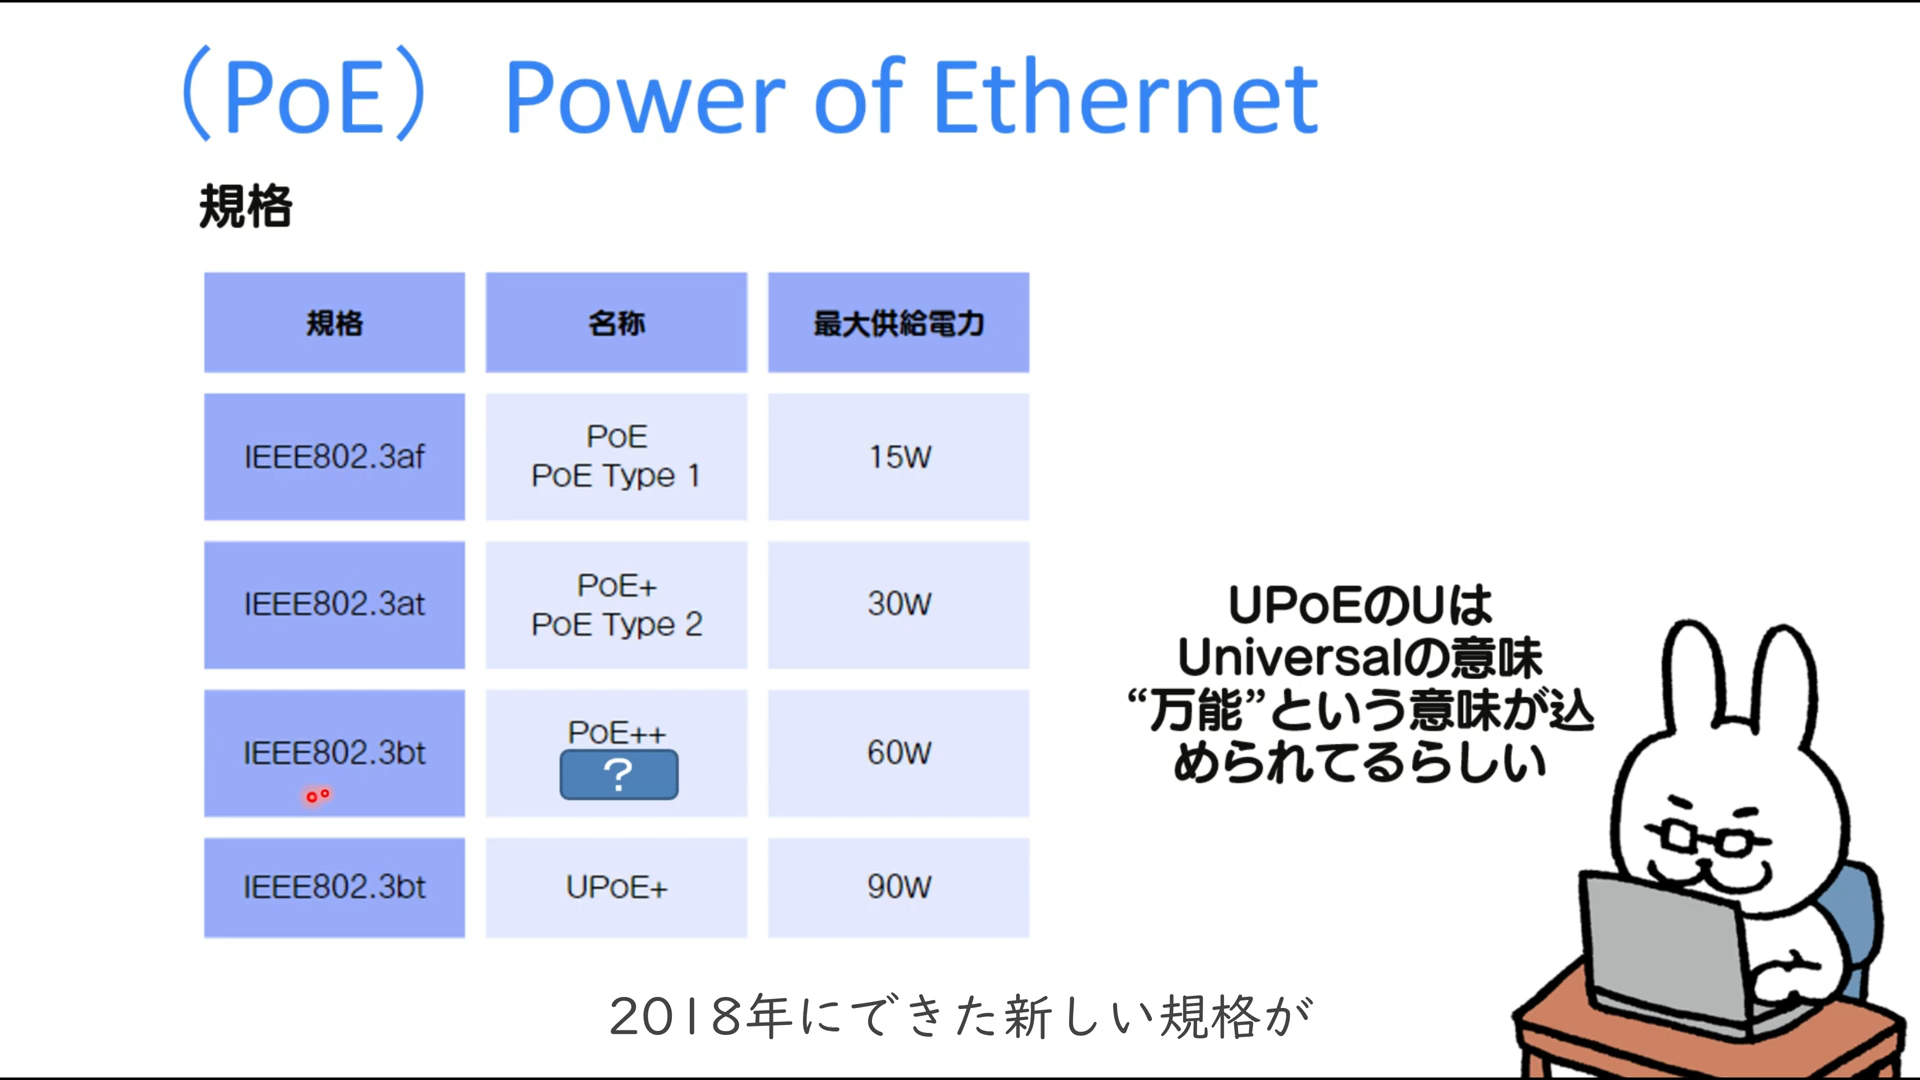 （PoE） Power of Ethernet
規格
規格 名称 最大供給電力
IEEE802.3af
PoE
PoE Type 1
15W
IEEE802.3at
PoE+
PoE Type 2
30W
IEEE802.3bt
PoE++
?
60W
IEEE802.3bt
UPoE+
90W
UPoEのUは
Universalの意味
“万能”という意味が込
められてるらしい
2018年にできた新しい規格が